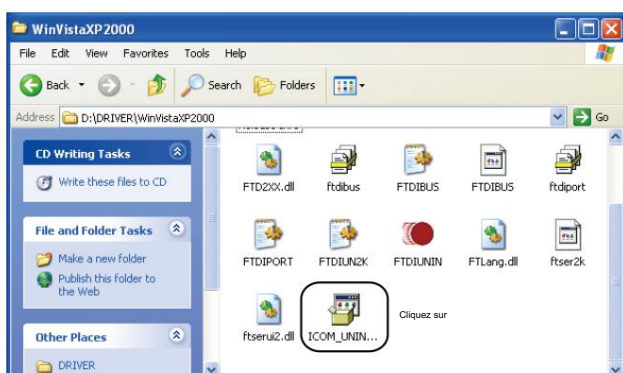 WinVistaXP2000
File Edit View Favorites Tools Help
Back Search Folders
Address D:\DRIVER\WinVistaXP2000 Go
CD Writing Tasks
Write these files to CD
File and Folder Tasks
Make a new folder
Publish this folder to
the Web
Other Places
DRIVER
FTD2XX.dll ftdibus FTDIBUS FTDIBUS ftdiport
FTDIPORT FTDIUN2K FTDIUNIN FTLang.dll ftser2k
ftserui2.dll ICOM_UNIN... Cliquez sur